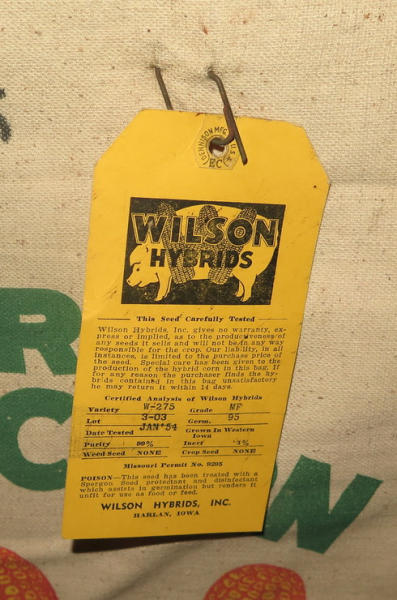 DENNISON MFG. U.S.A.
EC
WILSON
HYBRIDS
This Seed Carefully Tested
Wilson Hybrids, Inc. gives no warranty, ex-
press or implied, as to the productiveness of
any seeds it sells and will not be in any way
responsible for the crop. Our liability, in all
instances, is limited to the purchase price of
the seed. Special care has been given to the
production of the hybrid corn in this bag. If
for any reason the purchaser finds the hy-
brids contained in this bag unsatisfactory
he may return it within 14 days.
Certified Analysis of Wilson Hybrids
Variety W-275 Grade MF
Lot 3-03 Germ. 95
Date Tested JAN'54 Grown In Western Iowa
Purity 99% Inert 1%
Weed Seed NONE Crop Seed NONE
Missouri Permit No. 9205
POISON—This seed has been treated with a
Spergon Seed protectant and disinfectant
which assists in germination but renders it
unfit for use as food or feed.
WILSON HYBRIDS, INC.
HARLAN, IOWA
R
C
W